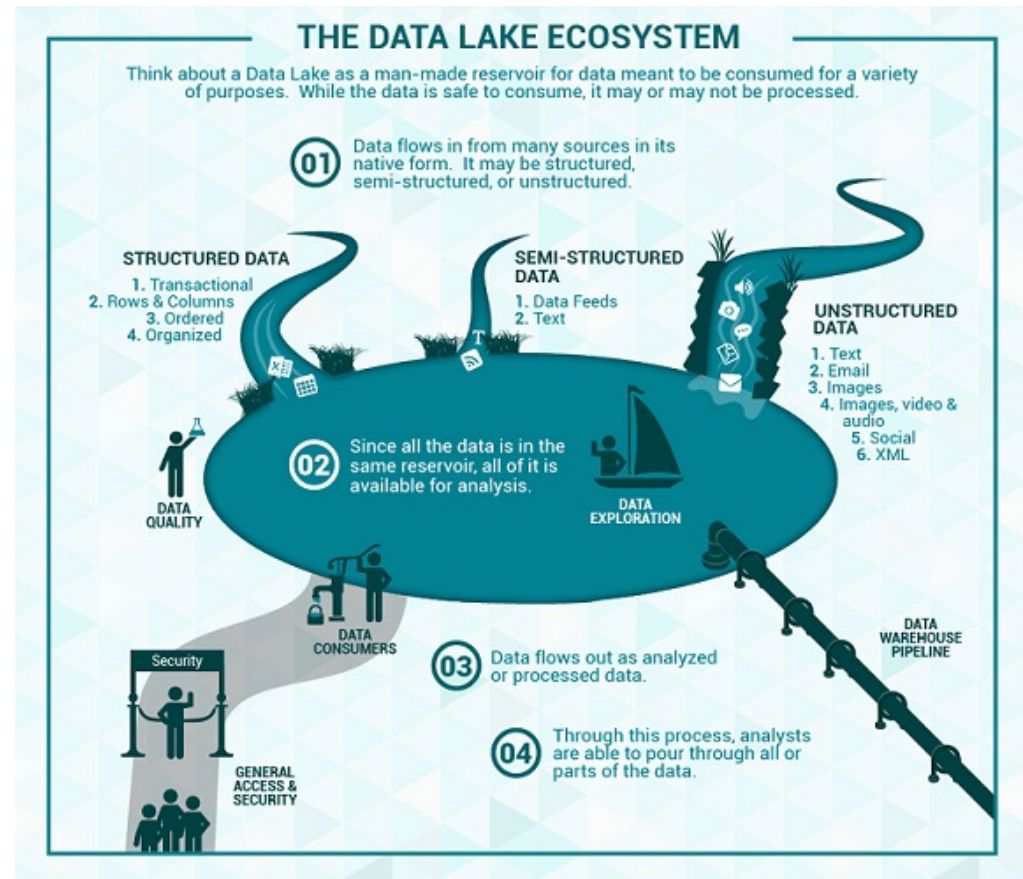 THE DATA LAKE ECOSYSTEM
Think about a Data Lake as a man-made reservoir for data meant to be consumed for a variety
of purposes. While the data is safe to consume, it may or may not be processed.
01
Data flows in from many sources in its
native form. It may be structured,
semi-structured, or unstructured.
STRUCTURED DATA
1. Transactional
2. Rows & Columns
3. Ordered
4. Organized
SEMI-STRUCTURED
DATA
1. Data Feeds
2. Text
T
X
UNSTRUCTURED
DATA
1. Text
2. Email
3. Images
4. Images, video &
audio
5. Social
6. XML
02
Since all the data is in the
same reservoir, all of it is
available for analysis.
DATA
EXPLORATION
DATA
QUALITY
DATA
CONSUMERS
DATA
WAREHOUSE
PIPELINE
03
Data flows out as analyzed
or processed data.
Security
04
Through this process, analysts
are able to pour through all or
parts of the data.
GENERAL
ACCESS &
SECURITY